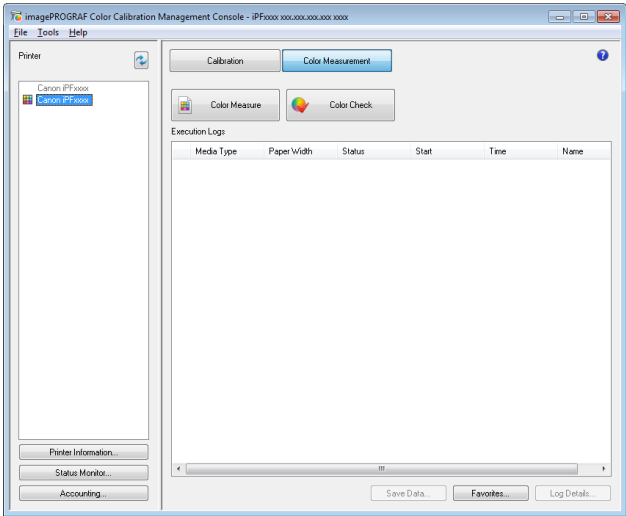 imagePROGRAF Color Calibration Management Console - iPFxxxx xxx.xxx.xxx.xxx xxxx
File Tools Help
Printer
Calibration Color Measurement
Canon iPFxxxx
Canon iPFxxxx
Color Measure Color Check
Execution Logs
Media Type Paper Width Status Start Time Name
Printer Information...
Status Monitor...
Accounting...
Save Data... Favorites... Log Details...